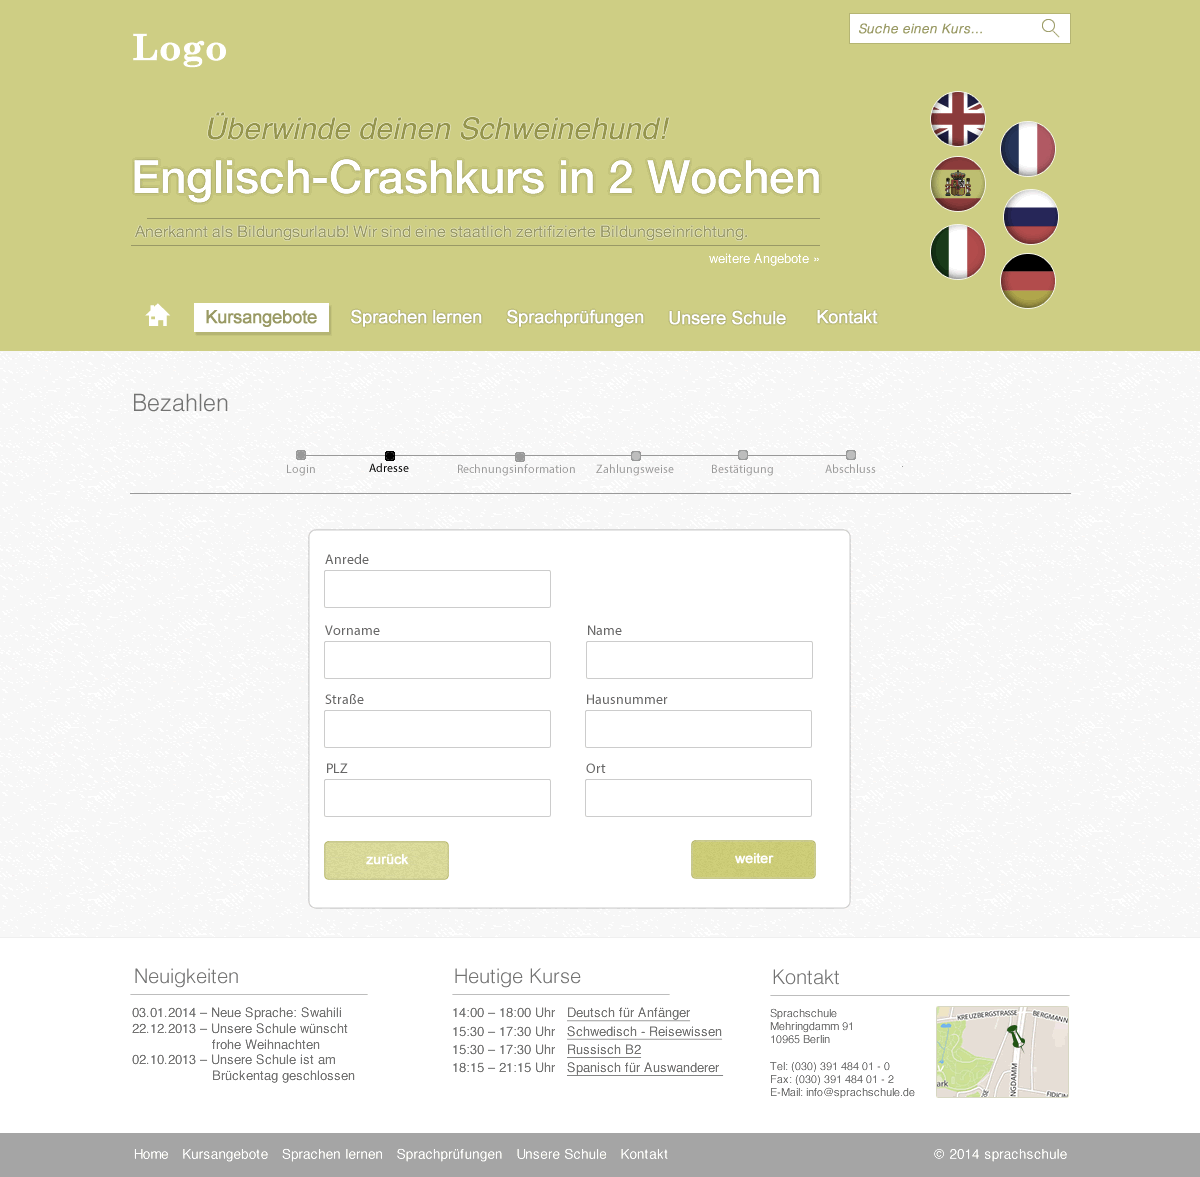 Logo
Suche einen Kurs...
Überwinde deinen Schweinehund!
Englisch-Crashkurs in 2 Wochen
Anerkannt als Bildungsurlaub! Wir sind eine staatlich zertifizierte Bildungseinrichtung.
weitere Angebote »
Kursangebote Sprachen lernen Sprachprüfungen Unsere Schule Kontakt
Bezahlen
Login Adresse Rechnungsinformation Zahlungsweise Bestätigung Abschluss
Anrede
Vorname Name
Straße Hausnummer
PLZ Ort
zurück weiter
Neuigkeiten
03.01.2014 – Neue Sprache: Swahili
22.12.2013 – Unsere Schule wünscht
frohe Weihnachten
02.10.2013 – Unsere Schule ist am
Brückentag geschlossen
Heutige Kurse
14:00 – 18:00 Uhr Deutsch für Anfänger
15:30 – 17:30 Uhr Schwedisch - Reisewissen
15:30 – 17:30 Uhr Russisch B2
18:15 – 21:15 Uhr Spanisch für Auswanderer
Kontakt
Sprachschule
Mehringdamm 91
10965 Berlin
Tel: (030) 391 484 01 - 0
Fax: (030) 391 484 01 - 2
E-Mail: info@sprachschule.de
KREUZBERGSTRASSE
BERGMANN
NGDAMM
ark
FIDICIN
Home Kursangebote Sprachen lernen Sprachprüfungen Unsere Schule Kontakt
© 2014 sprachschule